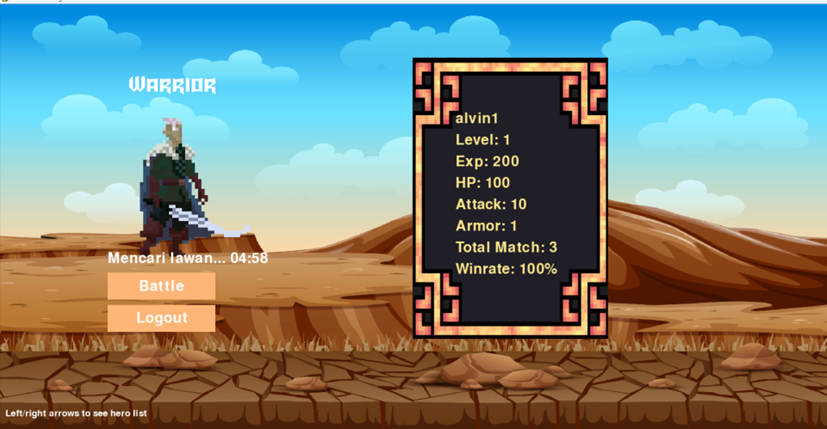 Warrior
alvin1
Level: 1
Exp: 200
HP: 100
Attack: 10
Armor: 1
Total Match: 3
Winrate: 100%
Mencari lawan... 04:58
Battle
Logout
Left/right arrows to see hero list